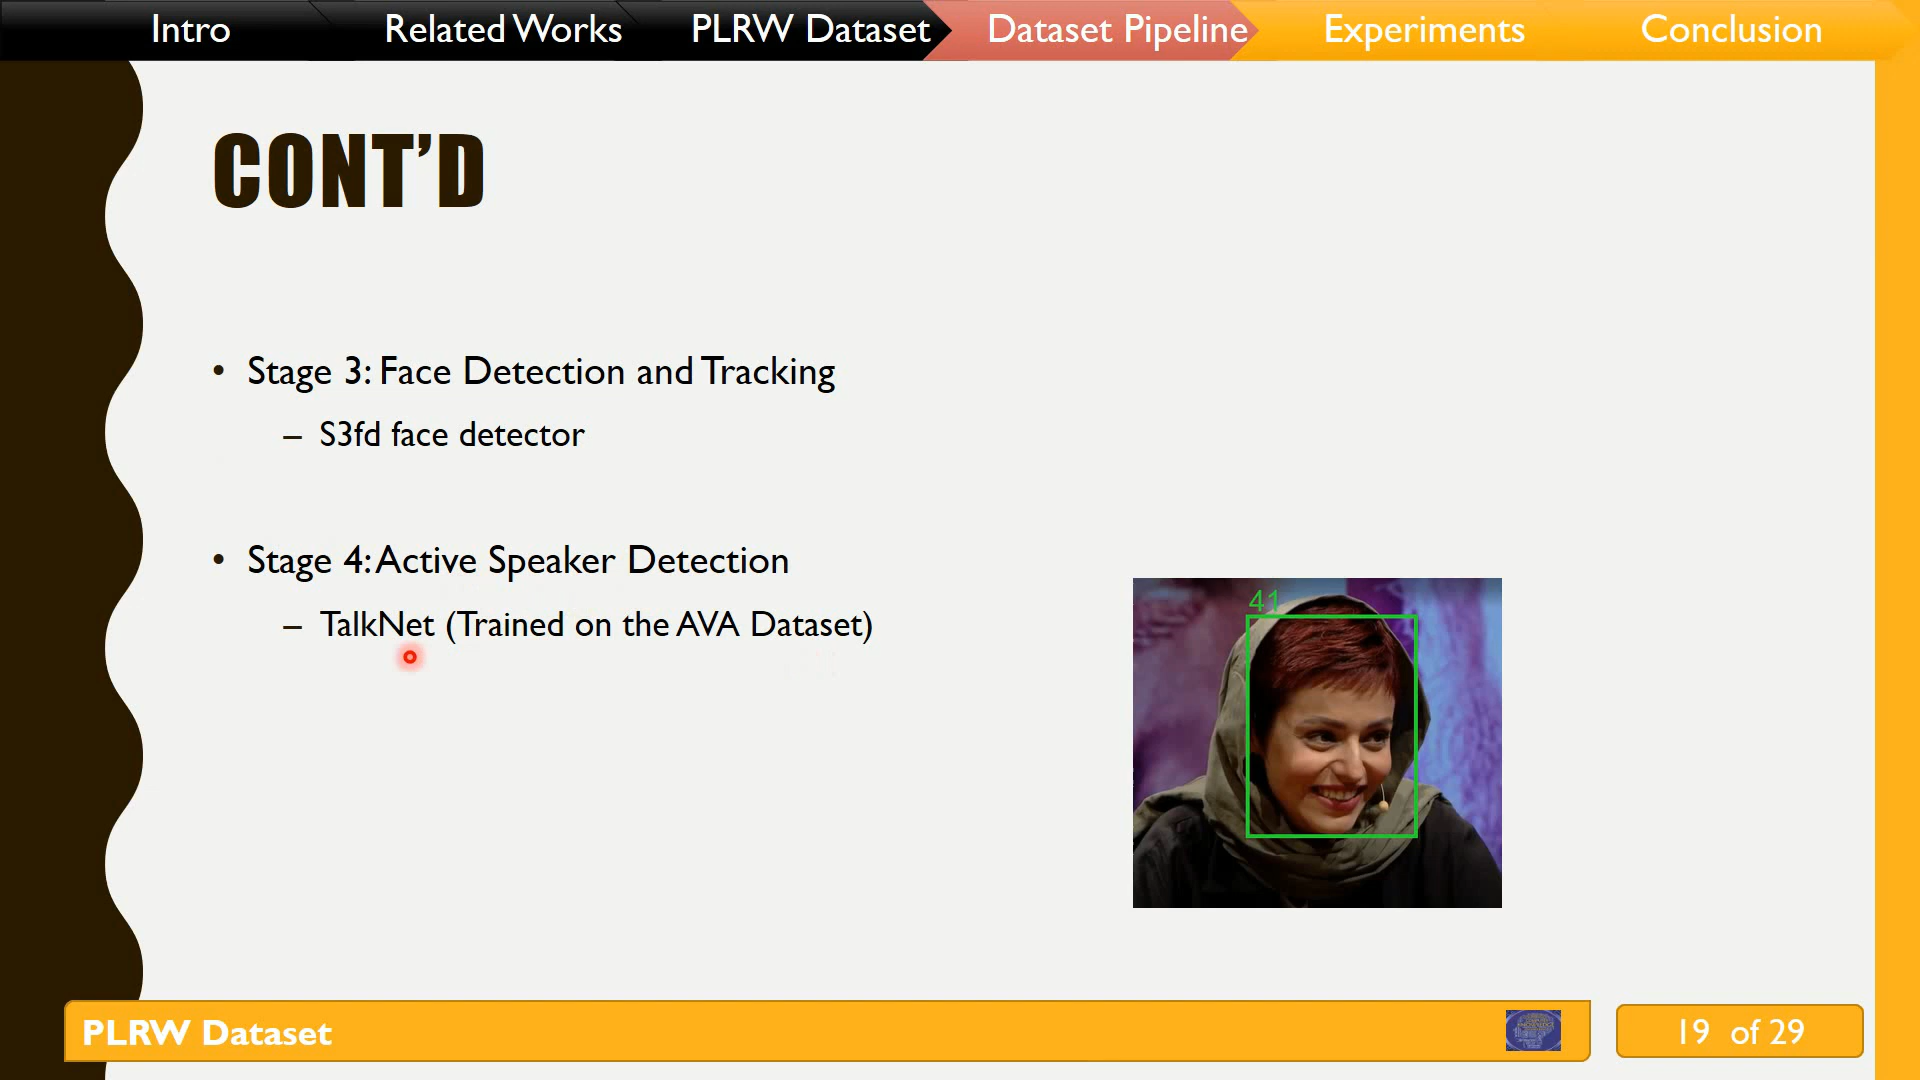 Intro
Related Works
PLRW Dataset
Dataset Pipeline
Experiments
Conclusion
CONT’D
• Stage 3: Face Detection and Tracking
– S3fd face detector
• Stage 4: Active Speaker Detection
– TalkNet (Trained on the AVA Dataset)
41
PLRW Dataset
19 of 29